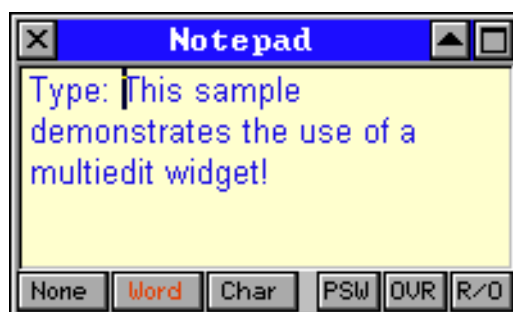 Notepad
Type: This sample
demonstrates the use of a
multiedit widget!
None Word Char PSW OVR R/O